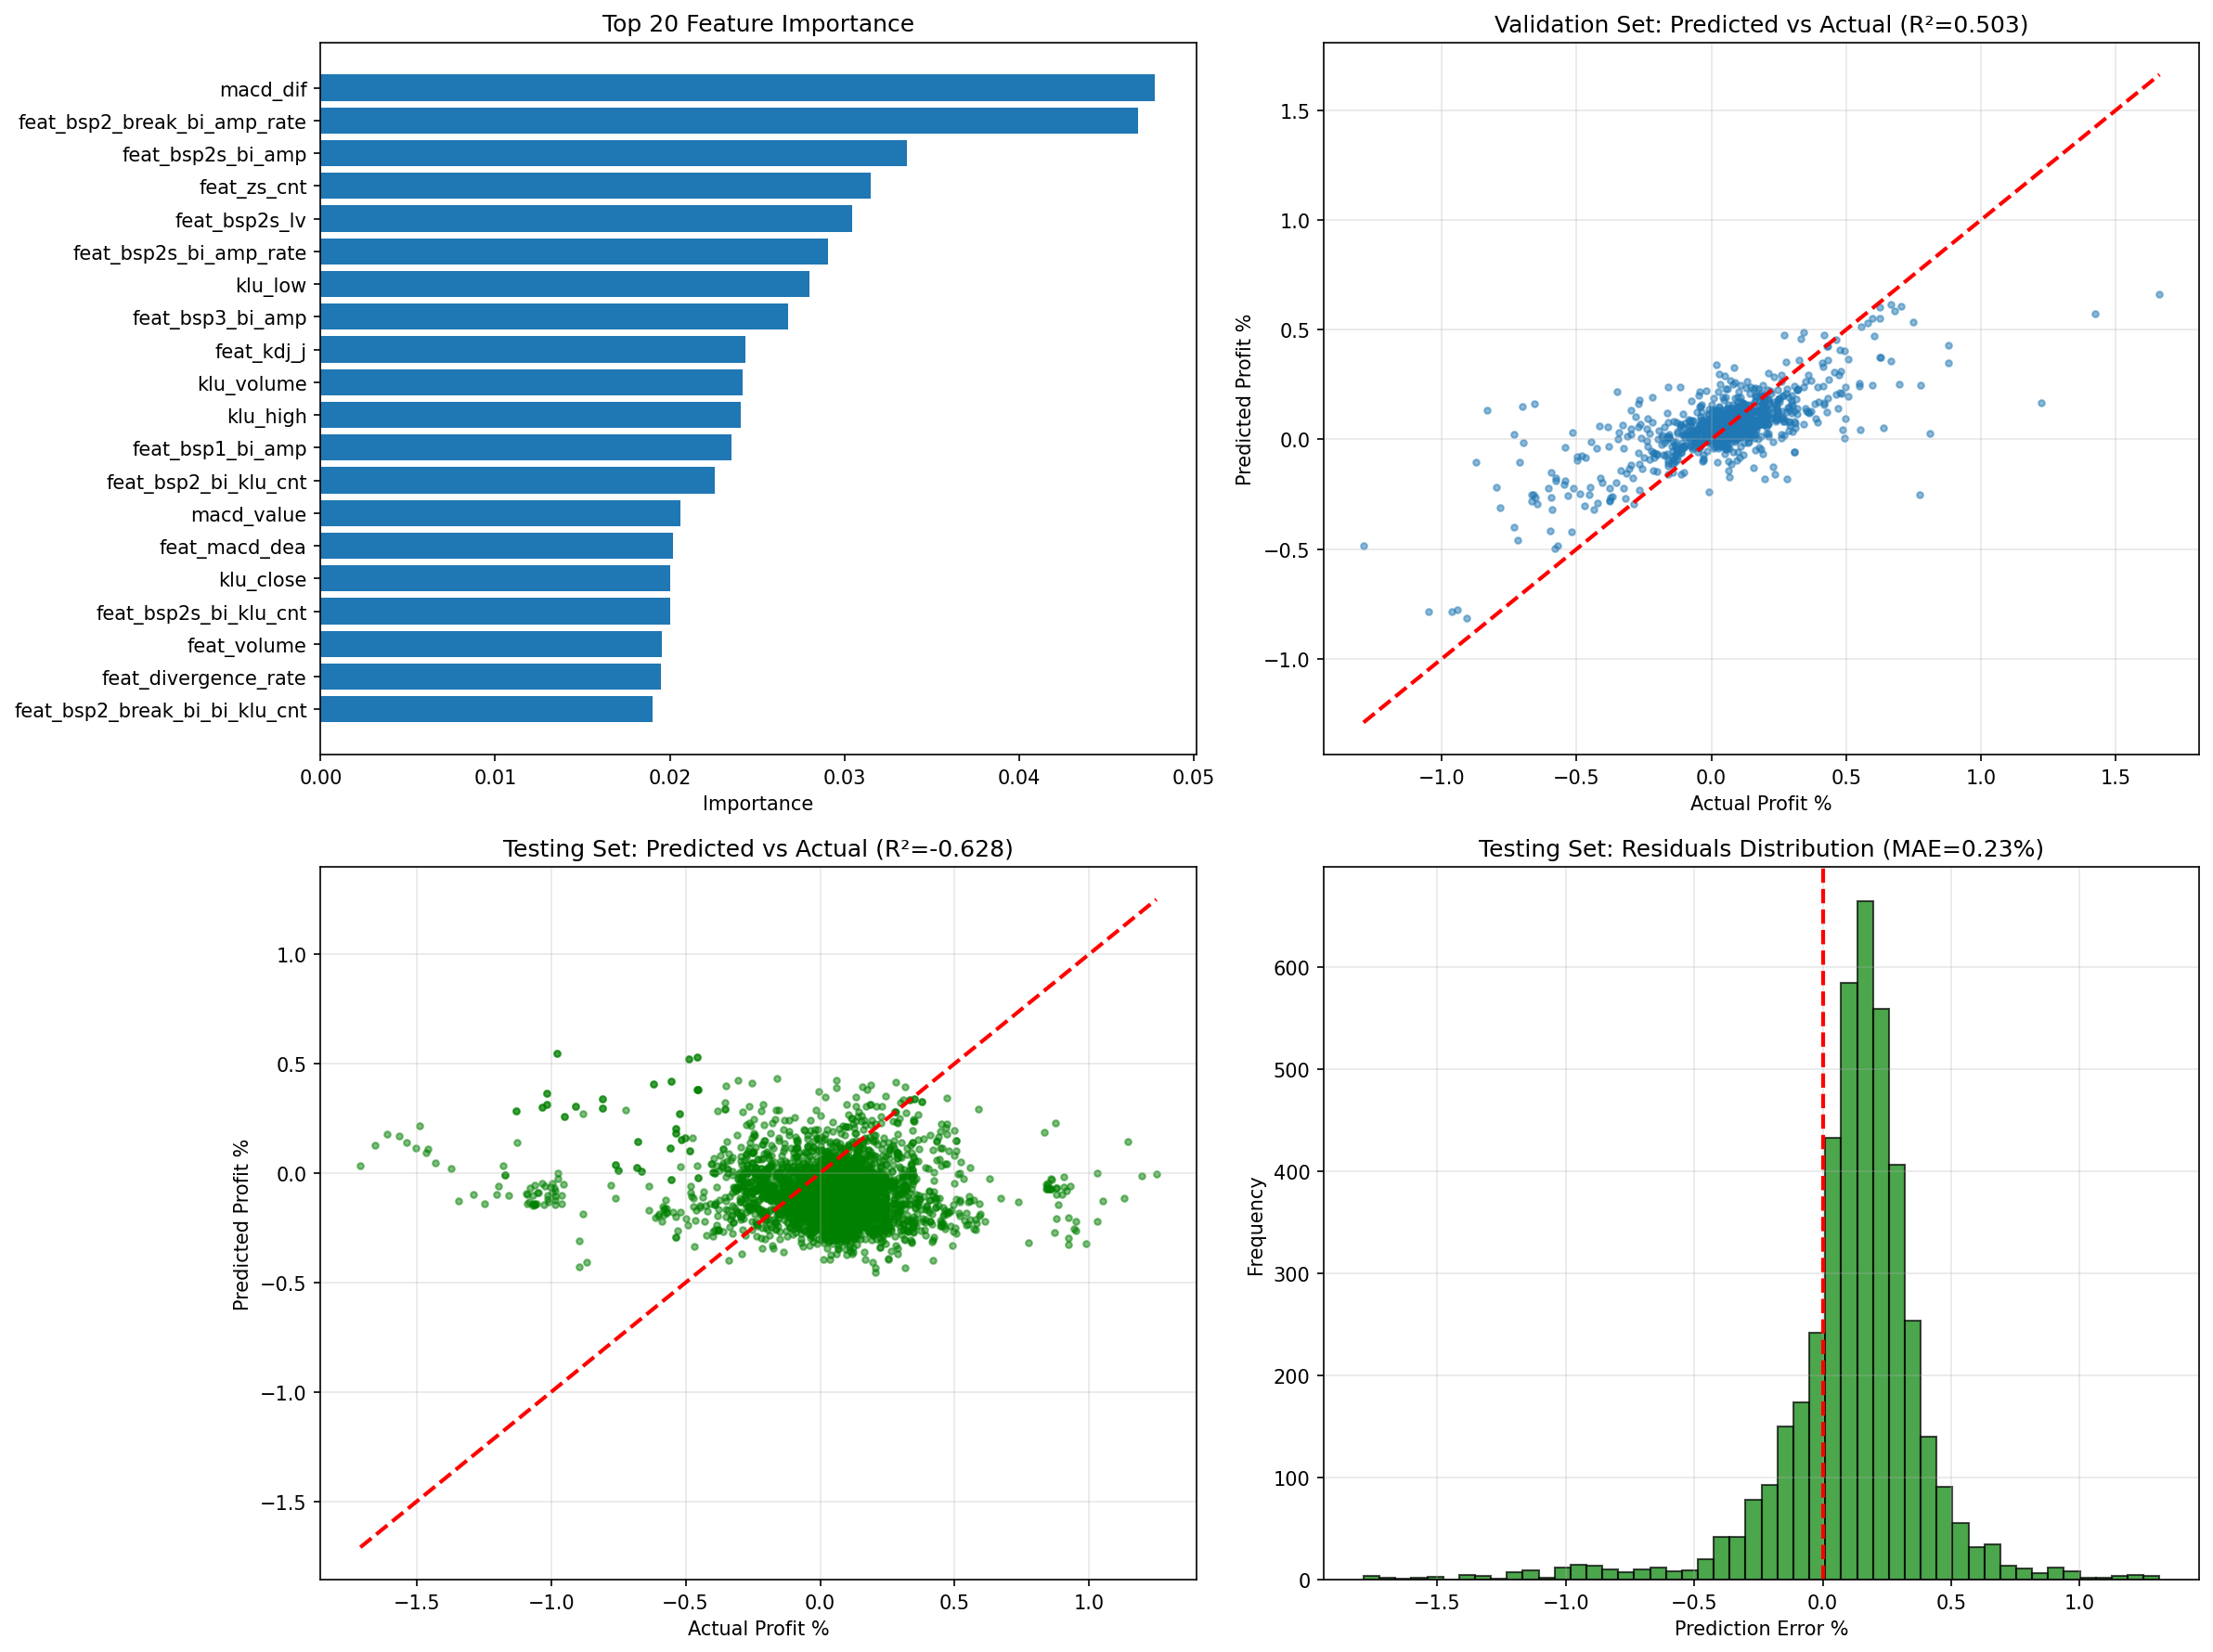 Top 20 Feature Importance
macd_dif
feat_bsp2_break_bi_amp_rate
feat_bsp2s_bi_amp
feat_zs_cnt
feat_bsp2s_lv
feat_bsp2s_bi_amp_rate
klu_low
feat_bsp3_bi_amp
feat_kdj_j
klu_volume
klu_high
feat_bsp1_bi_amp
feat_bsp2_bi_klu_cnt
macd_value
feat_macd_dea
klu_close
feat_bsp2s_bi_klu_cnt
feat_volume
feat_divergence_rate
feat_bsp2_break_bi_bi_klu_cnt
0.00 0.01 0.02 0.03 0.04 0.05
Importance
Validation Set: Predicted vs Actual (R²=0.503)
Predicted Profit %
1.5
1.0
0.5
0.0
−0.5
−1.0
−1.0 −0.5 0.0 0.5 1.0 1.5
Actual Profit %
Testing Set: Predicted vs Actual (R²=-0.628)
Predicted Profit %
1.0
0.5
0.0
−0.5
−1.0
−1.5
−1.5 −1.0 −0.5 0.0 0.5 1.0
Actual Profit %
Testing Set: Residuals Distribution (MAE=0.23%)
Frequency
600
500
400
300
200
100
0
−1.5 −1.0 −0.5 0.0 0.5 1.0
Prediction Error %